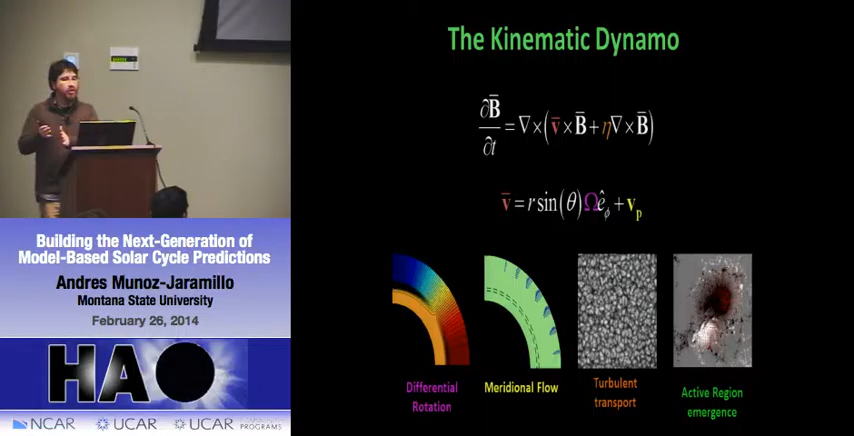 The Kinematic Dynamo
∂B̄/∂t = ∇×(v̄×B̄+η∇×B̄)
v̄ = r sin(θ)Ωê_ϕ + v_p
Differential
Rotation
Meridional Flow
Turbulent
transport
Active Region
emergence
Building the Next-Generation of
Model-Based Solar Cycle Predictions
Andres Munoz-Jaramillo
Montana State University
February 26, 2014
HAO
NCAR UCAR UCAR
PROGRAMS